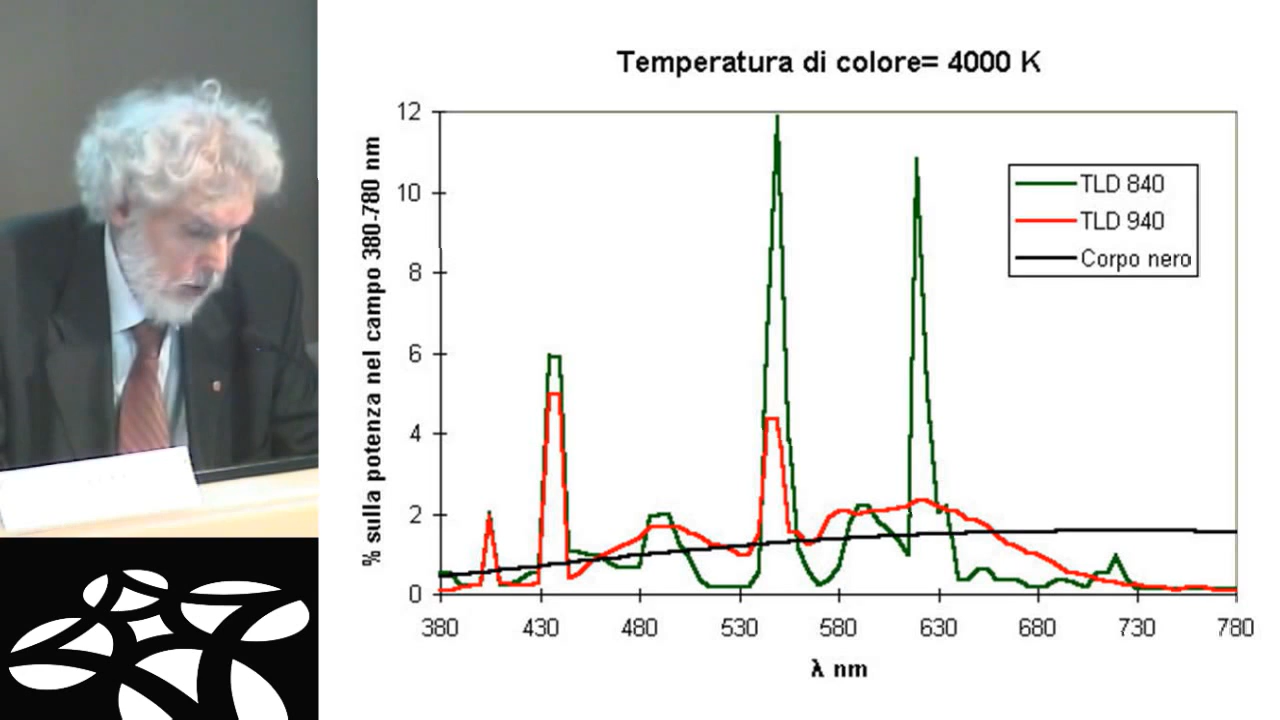 Temperatura di colore= 4000 K
% sulla potenza nel campo 380-780 nm
12
10
8
6
4
2
0
TLD 840
TLD 940
Corpo nero
380 430 480 530 580 630 680 730 780
λ nm